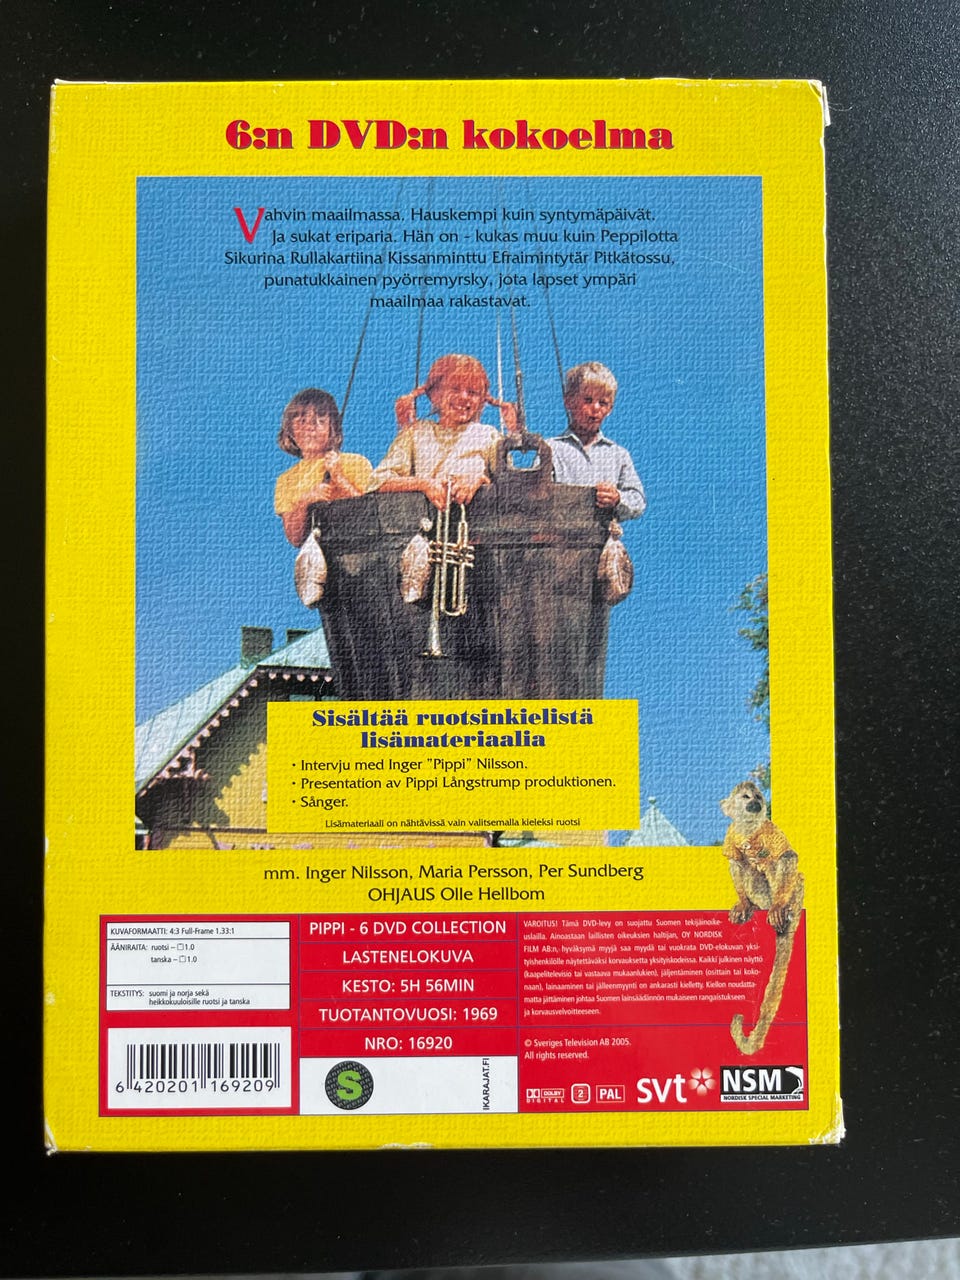 6:n DVD:n kokoelma
Vahvin maailmassa. Hauskempi kuin syntymäpäivät.
Ja sukat eriparia. Hän on - kukas muu kuin Peppilotta
Sikurina Rullakartiina Kissanminttu Efraimintytär Pitkätossu,
punatukkainen pyörremyrsky, jota lapset ympäri
maailmaa rakastavat.
Sisältää ruotsinkielistä
lisämateriaalia
• Intervju med Inger "Pippi" Nilsson.
• Presentation av Pippi Långstrump produktionen.
• Sånger.
Lisämateriaali on nähtävissä vain valitsemalla kieleksi ruotsi
mm. Inger Nilsson, Maria Persson, Per Sundberg
OHJAUS Olle Hellbom
KUVAFORMAATTI: 4:3 Full-Frame 1.33:1
ÄÄNIRAITA: ruotsi – 1.0
tanska – 1.0
TEKSTITYS: suomi ja norja sekä
heikkokuuloisille ruotsi ja tanska
6 420201 169209
PIPPI - 6 DVD COLLECTION
LASTENELOKUVA
KESTO: 5H 56MIN
TUOTANTOVUOSI: 1969
NRO: 16920
S
IKARAJAT.FI
VAROITUS! Tämä DVD-levy on suojattu Suomen tekijäinoike-
uslailla. Ainoastaan laillisten oikeuksien haltijan, OY NORDISK
FILM AB:n, hyväksymä myyjä saa myydä tai vuokrata DVD-elokuvan yksi-
tyishenkilölle näytettäväksi korvauksetta yksityiskodeissa. Kaikki julkinen näyttö
(kaapelitelevisio tai vastaava mukaanlukien), jäljentäminen (osittain tai koko-
naan), lainaaminen tai jälleenmyynti on ankarasti kielletty. Kiellon noudatta-
matta jättäminen johtaa Suomen lainsäädännön mukaiseen rangaistukseen
ja korvausvelvoitteeseen.
© Sveriges Television AB 2005.
All rights reserved.
DOLBY
DIGITAL
2
PAL
svt
NSM
NORDISK SPECIAL MARKETING